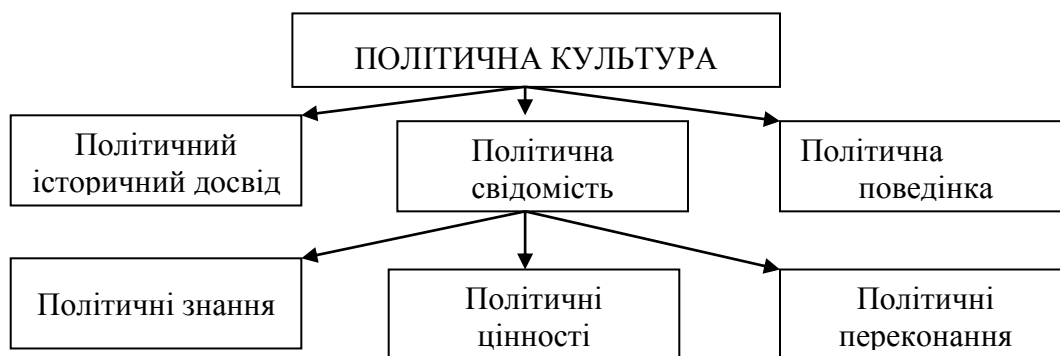 ПОЛІТИЧНА КУЛЬТУРА
Політичний
історичний досвід
Політична
свідомість
Політична
поведінка
Політичні знання
Політичні
цінності
Політичні
переконання